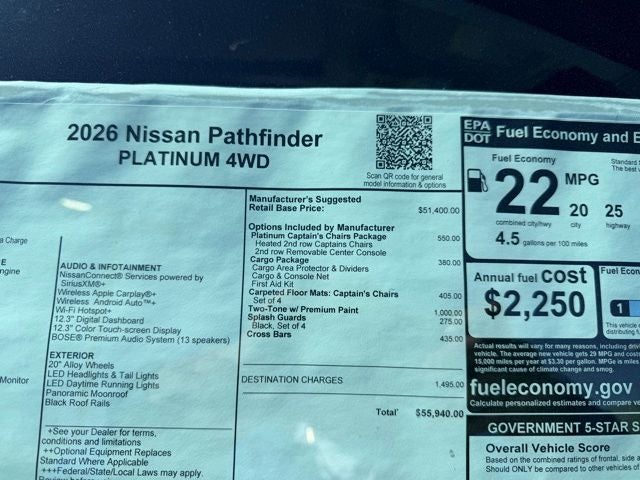 2026 Nissan Pathfinder
PLATINUM 4WD
Scan QR code for general
model information & options
a Charge
engine
Monitor
AUDIO & INFOTAINMENT
NissanConnect® Services powered by
SiriusXM®+
Wireless Apple Carplay®+
Wireless Android Auto™+
Wi-Fi Hotspot+
12.3" Digital Dashboard
12.3" Color Touch-screen Display
BOSE® Premium Audio System (13 speakers)
EXTERIOR
20" Alloy Wheels
LED Headlights & Tail Lights
LED Daytime Running Lights
Panoramic Moonroof
Black Roof Rails
+See your Dealer for terms,
conditions and limitations
++Optional Equipment Replaces
Standard Where Applicable
+++Federal/State/Local Laws may apply.
Manufacturer's Suggested
Retail Base Price: $51,400.00
Options Included by Manufacturer
Platinum Captain's Chairs Package 550.00
Heated 2nd row Captains Chairs
2nd row Removable Center Console
Cargo Package 380.00
Cargo Area Protector & Dividers
Cargo & Console Net
First Aid Kit
Carpeted Floor Mats: Captain's Chairs 405.00
Set of 4
Two-Tone w/ Premium Paint 1,000.00
Splash Guards 275.00
Black, Set of 4
Cross Bars 435.00
DESTINATION CHARGES 1,495.00
Total* $55,940.00
EPA
DOT Fuel Economy and E
Fuel Economy
22 MPG
20 25
combined city/hwy city highway
4.5 gallons per 100 miles
Standard
The best
Annual fuel cost
$2,250
Fuel Econ
1
This vehicle
distributing f
Actual results will vary for many reasons, including drivi
vehicle. The average new vehicle gets 29 MPG and costs
15,000 miles per year at $3.30 per gallon. MPGe is miles
significant cause of climate change and smog.
fueleconomy.gov
Calculate personalized estimates and compare ve
GOVERNMENT 5-STAR S
Overall Vehicle Score
Based on the combined ratings of frontal, side a
Should ONLY be compared to other vehicles of